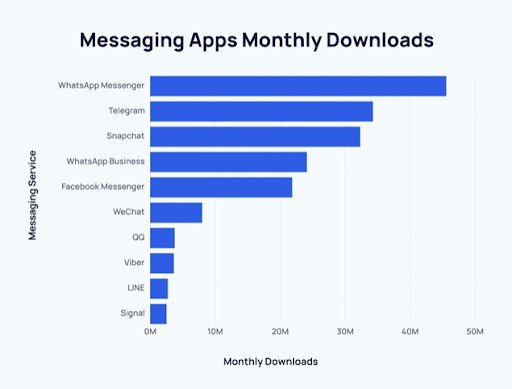 Messaging Apps Monthly Downloads
Messaging Service
WhatsApp Messenger
Telegram
Snapchat
WhatsApp Business
Facebook Messenger
WeChat
QQ
Viber
LINE
Signal
0M 10M 20M 30M 40M 50M
Monthly Downloads